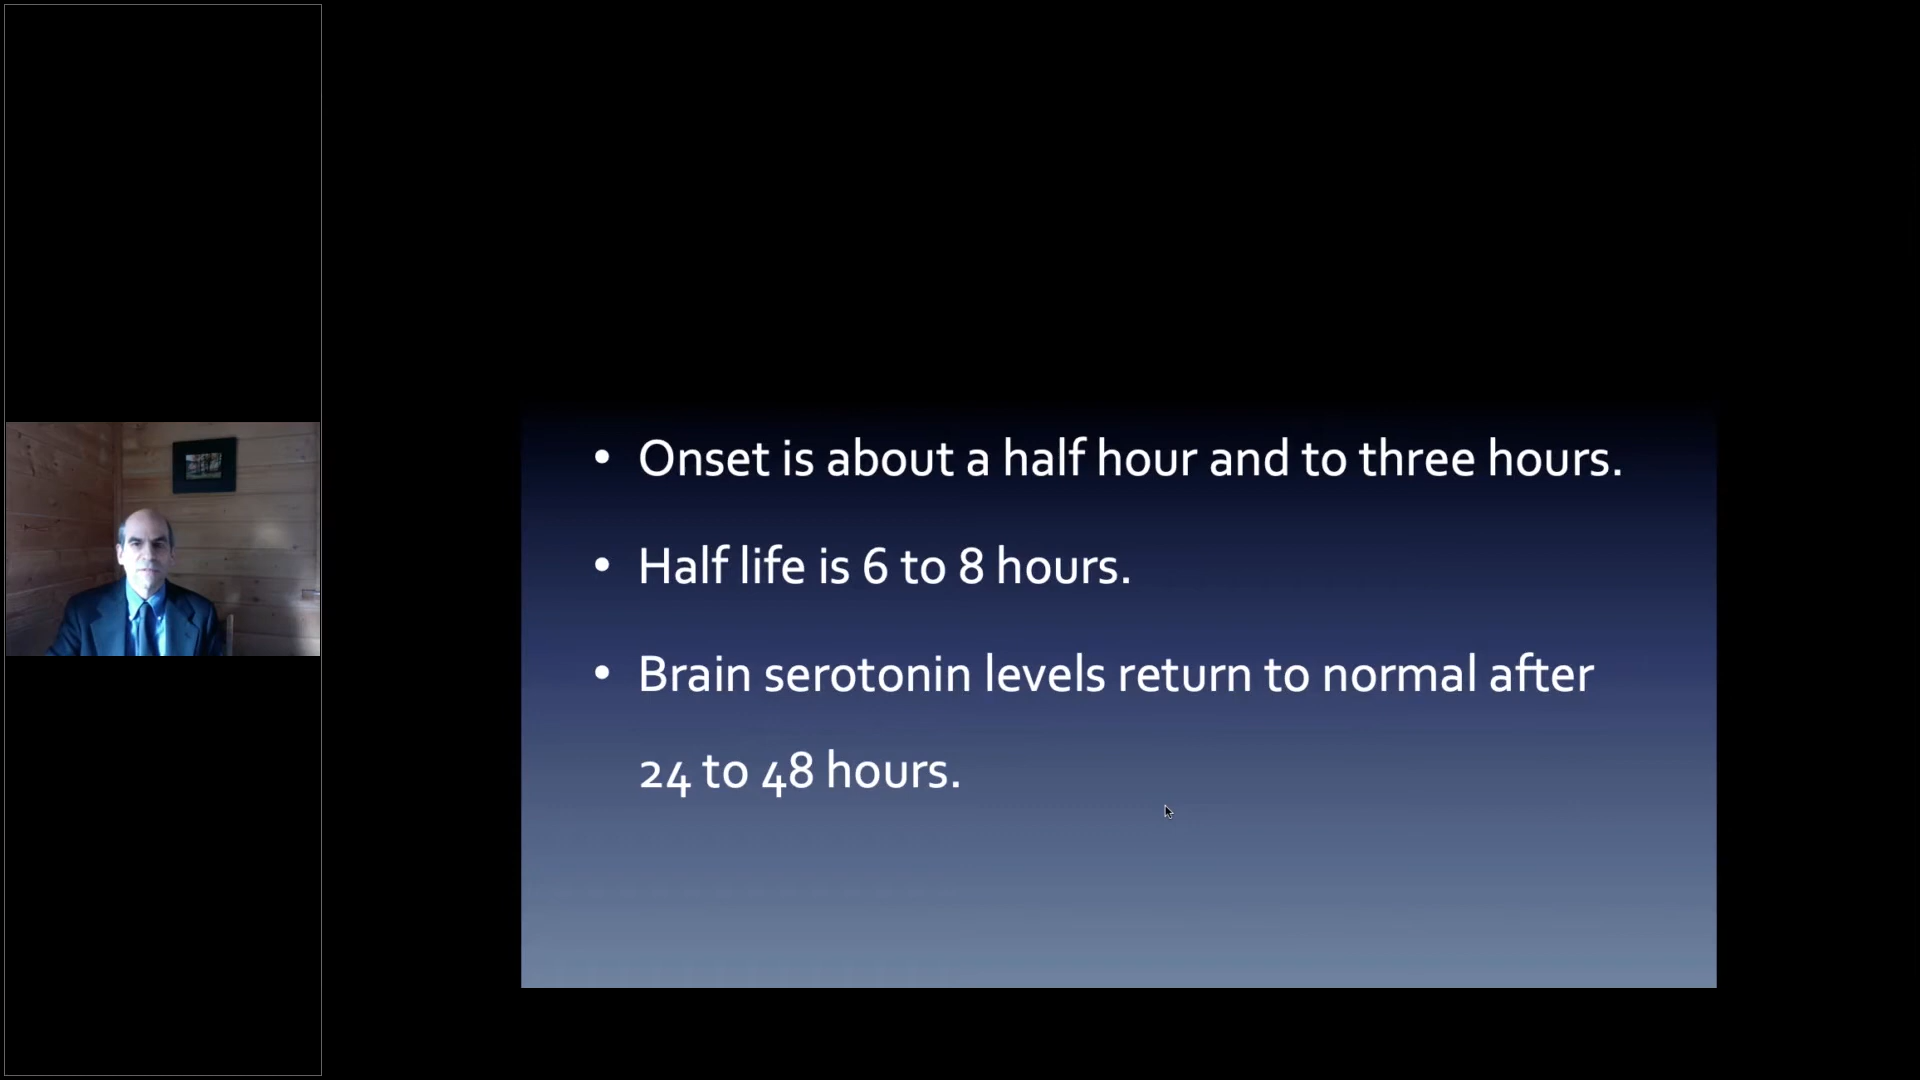 • Onset is about a half hour and to three hours.
• Half life is 6 to 8 hours.
• Brain serotonin levels return to normal after
24 to 48 hours.